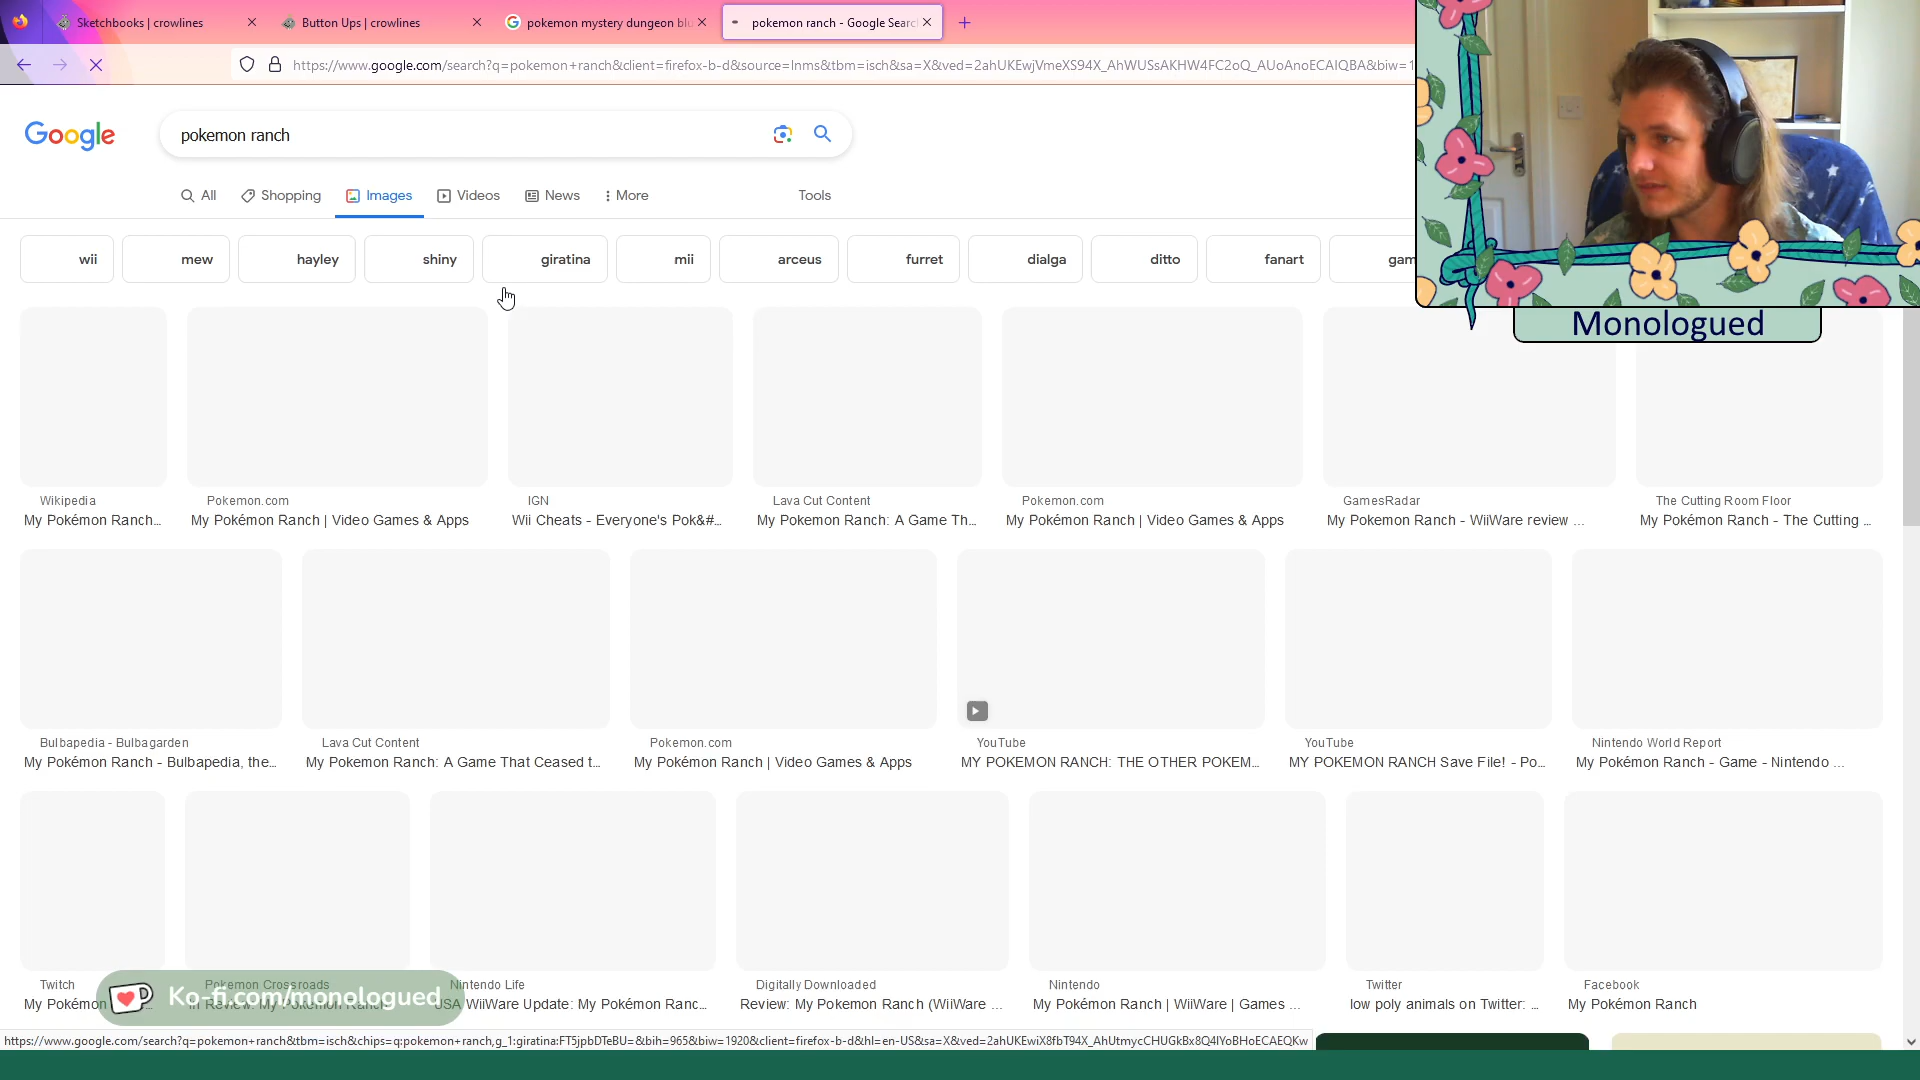 Sketchbooks | crowlines
Button Ups | crowlines
pokemon mystery dungeon blu
pokemon ranch - Google Searc
https://www.google.com/search?q=pokemon+ranch&client=firefox-b-d&source=lnms&tbm=isch&sa=X&ved=2ahUKEwjVmeXS94X_AhWUSsAKHW4FC2oQ_AUoAnoECAIQBA&biw=1
Google
pokemon ranch
All
Shopping
Images
Videos
News
More
Tools
wii
mew
hayley
shiny
giratina
mii
arceus
furret
dialga
ditto
fanart
gam
Monologued
Wikipedia
My Pokémon Ranch...
Pokemon.com
My Pokémon Ranch | Video Games & Apps
IGN
Wii Cheats - Everyone's Pok&#...
Lava Cut Content
My Pokemon Ranch: A Game Th...
Pokemon.com
My Pokémon Ranch | Video Games & Apps
GamesRadar
My Pokemon Ranch - WiiWare review ...
The Cutting Room Floor
My Pokémon Ranch - The Cutting ...
Bulbapedia - Bulbagarden
My Pokémon Ranch - Bulbapedia, the...
Lava Cut Content
My Pokemon Ranch: A Game That Ceased t...
Pokemon.com
My Pokémon Ranch | Video Games & Apps
YouTube
MY POKEMON RANCH: THE OTHER POKEM...
YouTube
MY POKEMON RANCH Save File! - Po...
Nintendo World Report
My Pokémon Ranch - Game - Nintendo ...
Twitch
My Pokémon
Pokemon Crossroads
In Review: My Pokemon Ranch
Nintendo Life
USA WiiWare Update: My Pokémon Ranc...
Digitally Downloaded
Review: My Pokemon Ranch (WiiWare ...
Nintendo
My Pokémon Ranch | WiiWare | Games ...
Twitter
low poly animals on Twitter: ...
Facebook
My Pokémon Ranch
Ko-fi.com/monologued
https://www.google.com/search?q=pokemon+ranch&tbm=isch&chips=q:pokemon+ranch,g_1:giratina:FT5jpbDTeBU=&bih=965&biw=1920&client=firefox-b-d&hl=en-US&sa=X&ved=2ahUKEwiX8fbT94X_AhUtmycCHUGkBx8Q4lYoBHoECAEQKw